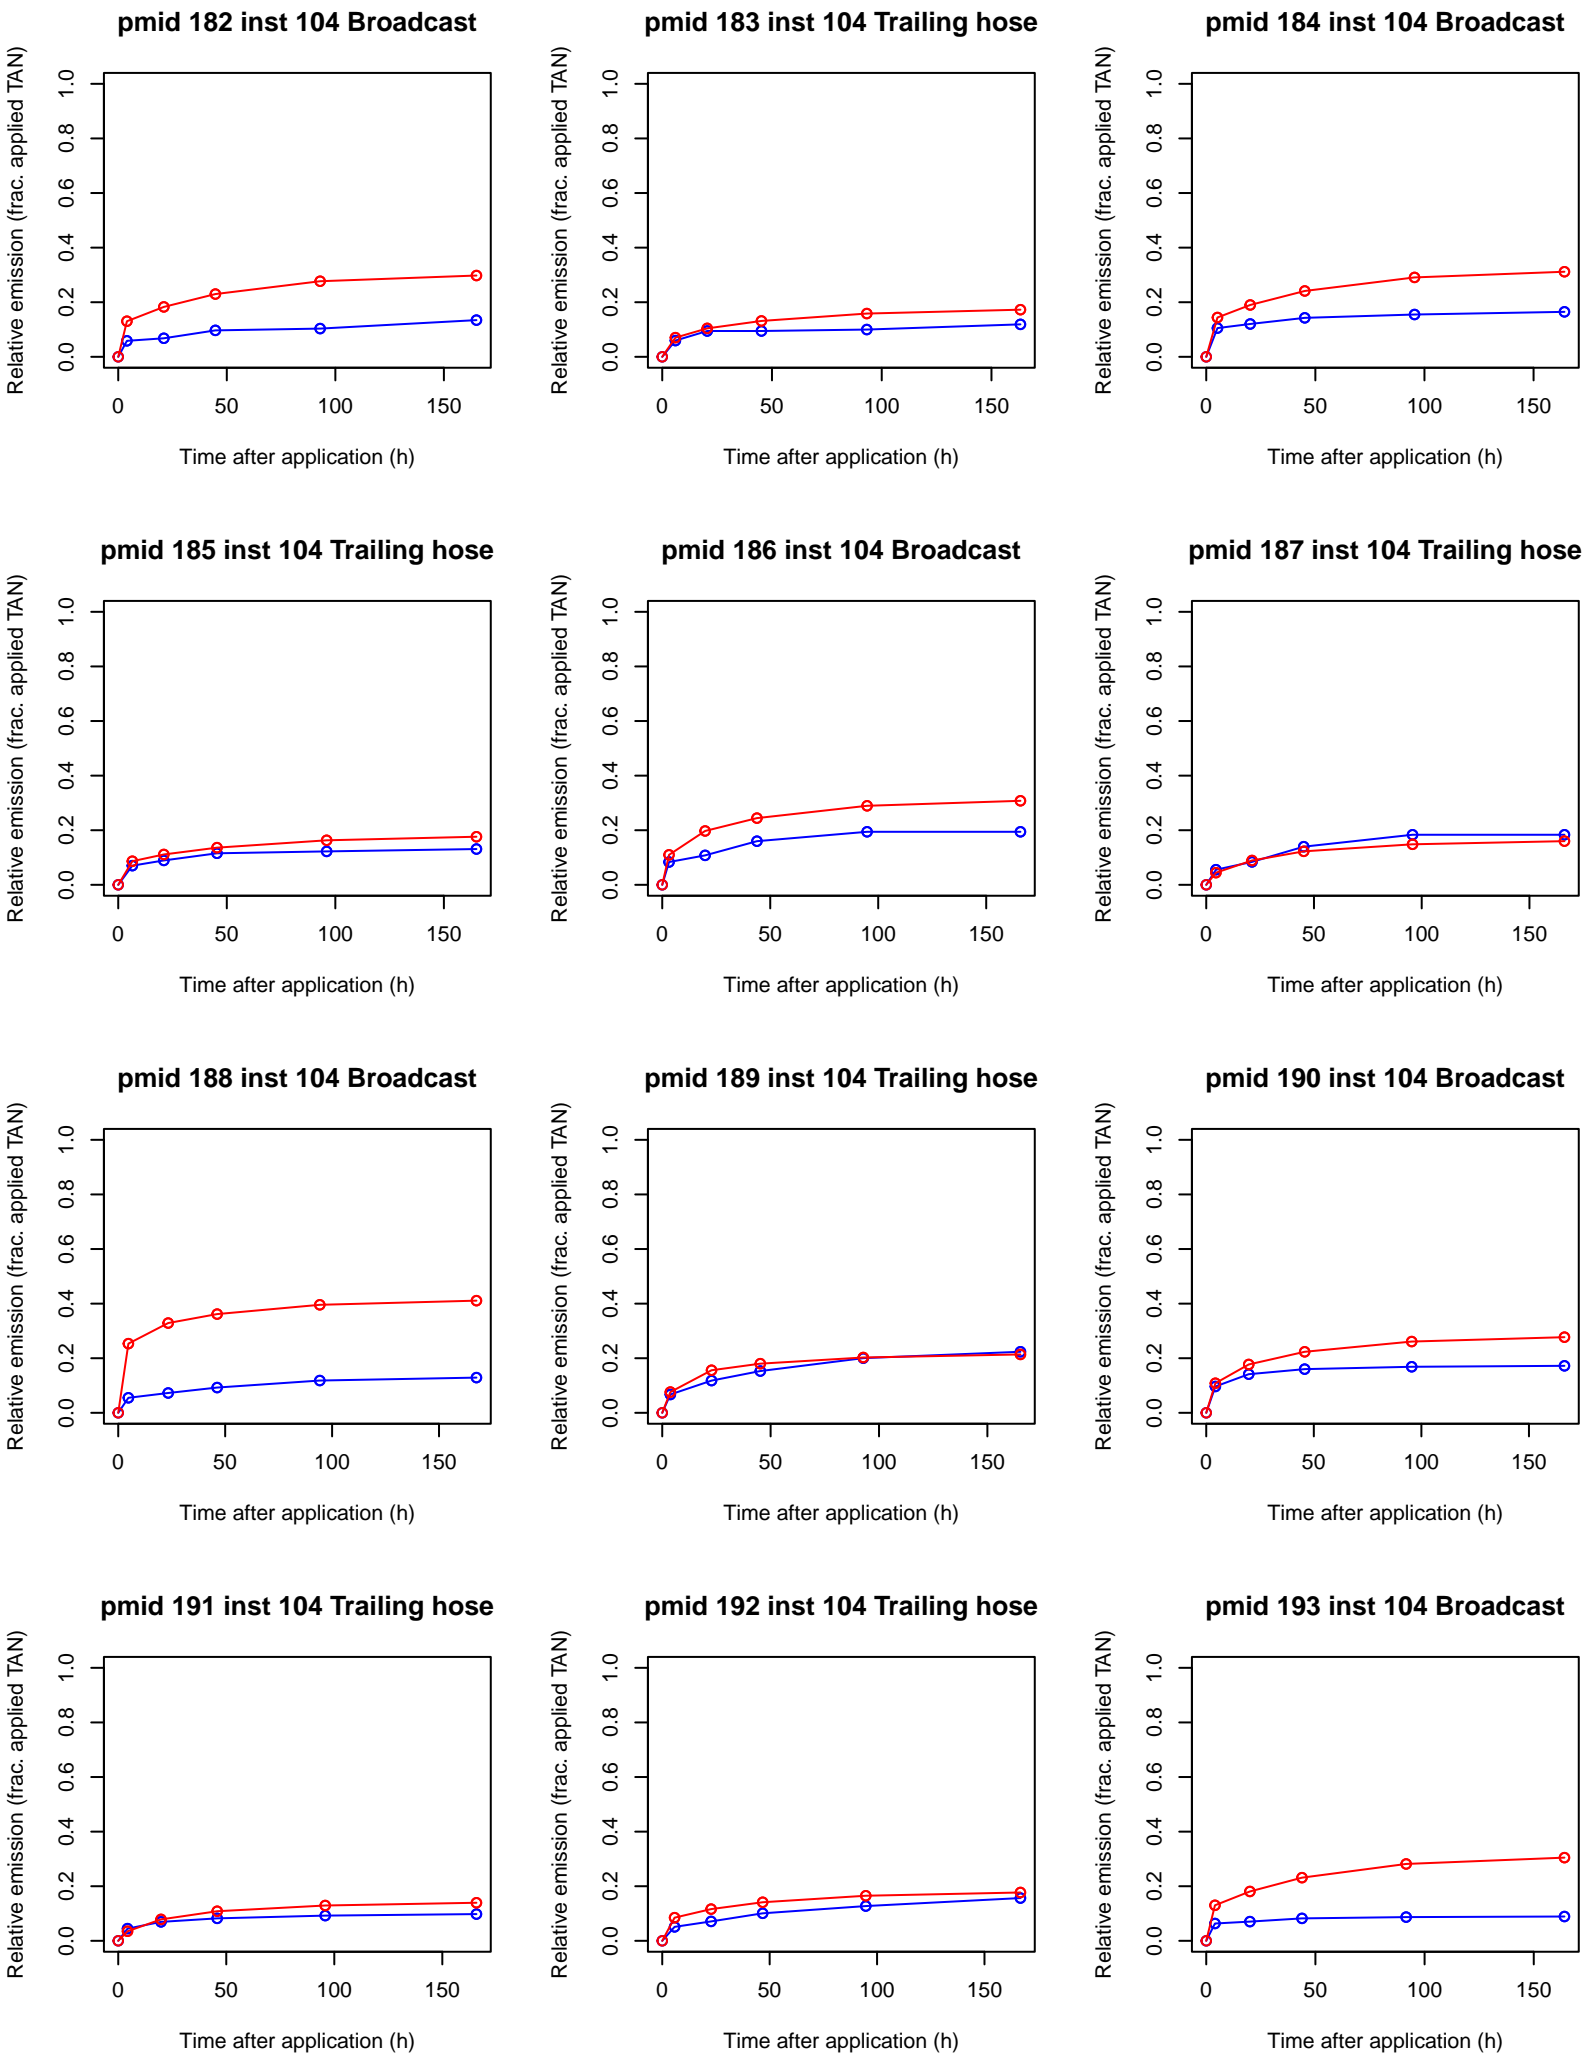 pmid 182 inst 104 Broadcast
Relative emission (frac. applied TAN)
0.0 0.2 0.4 0.6 0.8 1.0
0 50 100 150
Time after application (h)
pmid 183 inst 104 Trailing hose
Relative emission (frac. applied TAN)
0.0 0.2 0.4 0.6 0.8 1.0
0 50 100 150
Time after application (h)
pmid 184 inst 104 Broadcast
Relative emission (frac. applied TAN)
0.0 0.2 0.4 0.6 0.8 1.0
0 50 100 150
Time after application (h)
pmid 185 inst 104 Trailing hose
Relative emission (frac. applied TAN)
0.0 0.2 0.4 0.6 0.8 1.0
0 50 100 150
Time after application (h)
pmid 186 inst 104 Broadcast
Relative emission (frac. applied TAN)
0.0 0.2 0.4 0.6 0.8 1.0
0 50 100 150
Time after application (h)
pmid 187 inst 104 Trailing hose
Relative emission (frac. applied TAN)
0.0 0.2 0.4 0.6 0.8 1.0
0 50 100 150
Time after application (h)
pmid 188 inst 104 Broadcast
Relative emission (frac. applied TAN)
0.0 0.2 0.4 0.6 0.8 1.0
0 50 100 150
Time after application (h)
pmid 189 inst 104 Trailing hose
Relative emission (frac. applied TAN)
0.0 0.2 0.4 0.6 0.8 1.0
0 50 100 150
Time after application (h)
pmid 190 inst 104 Broadcast
Relative emission (frac. applied TAN)
0.0 0.2 0.4 0.6 0.8 1.0
0 50 100 150
Time after application (h)
pmid 191 inst 104 Trailing hose
Relative emission (frac. applied TAN)
0.0 0.2 0.4 0.6 0.8 1.0
0 50 100 150
Time after application (h)
pmid 192 inst 104 Trailing hose
Relative emission (frac. applied TAN)
0.0 0.2 0.4 0.6 0.8 1.0
0 50 100 150
Time after application (h)
pmid 193 inst 104 Broadcast
Relative emission (frac. applied TAN)
0.0 0.2 0.4 0.6 0.8 1.0
0 50 100 150
Time after application (h)